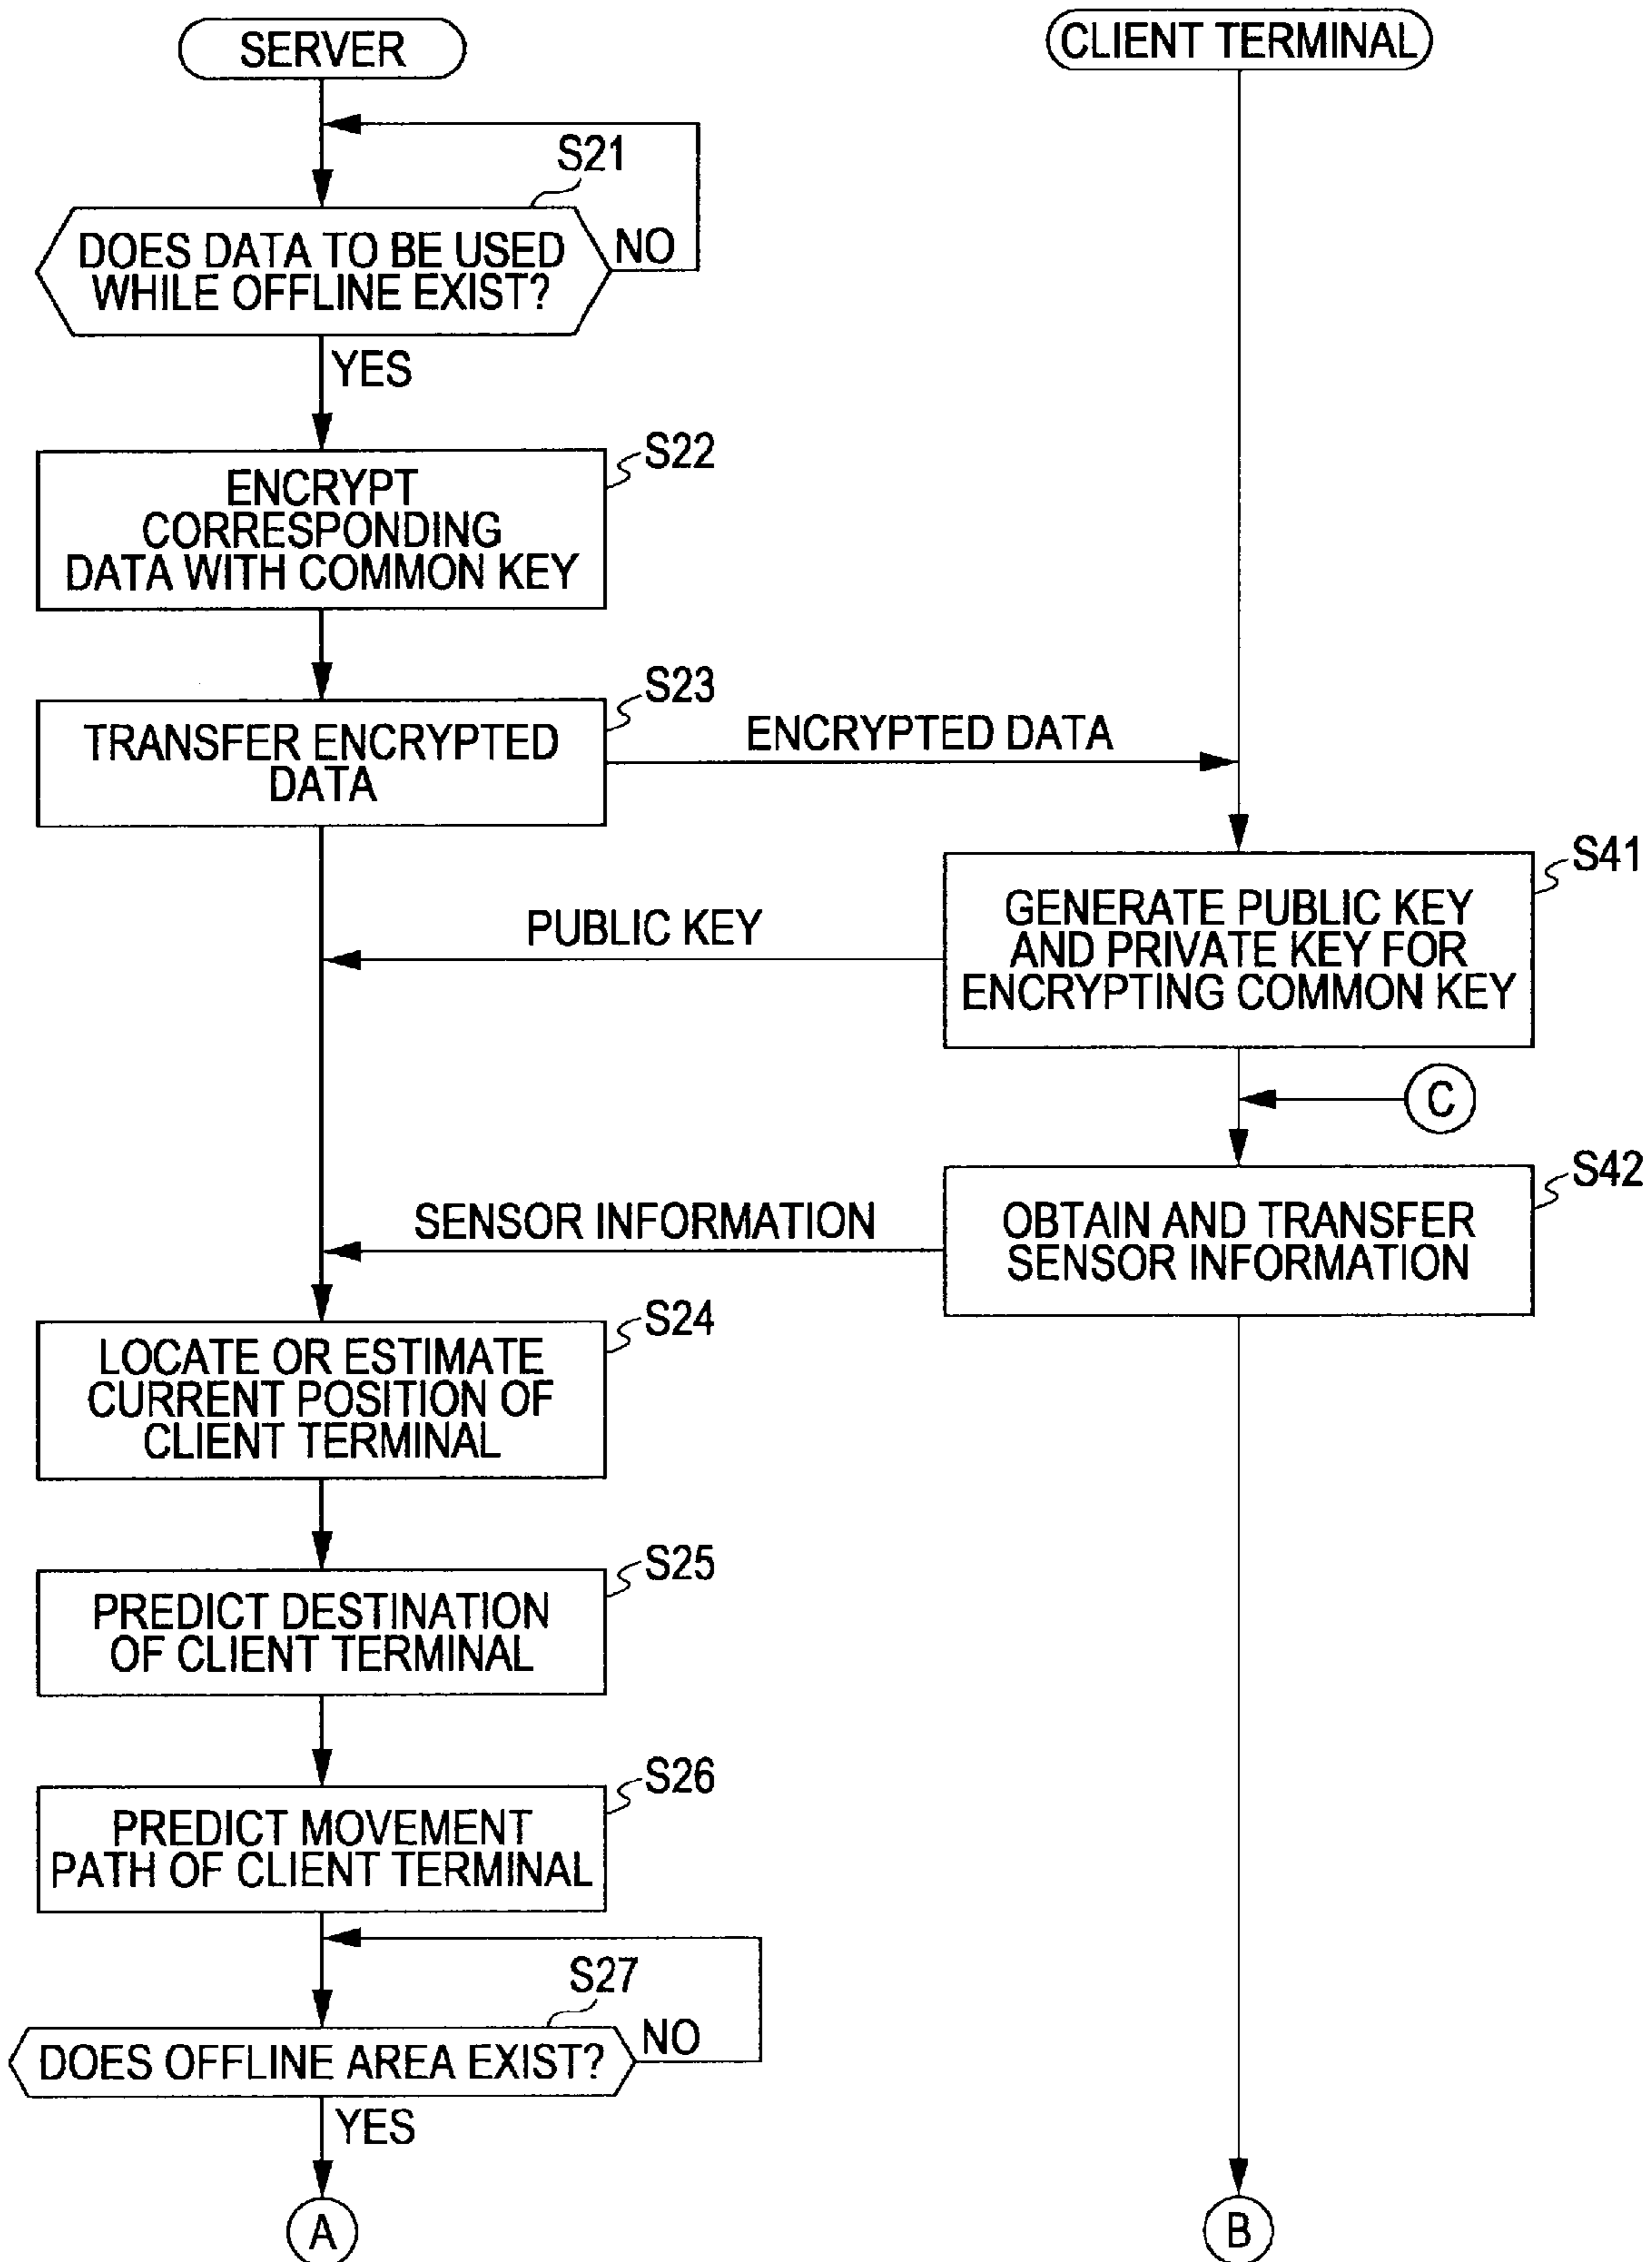 SERVER
CLIENT TERMINAL
S21
DOES DATA TO BE USED
WHILE OFFLINE EXIST?
NO
YES
S22
ENCRYPT
CORRESPONDING
DATA WITH COMMON KEY
S23
TRANSFER ENCRYPTED
DATA
ENCRYPTED DATA
S41
GENERATE PUBLIC KEY
AND PRIVATE KEY FOR
ENCRYPTING COMMON KEY
PUBLIC KEY
C
S42
OBTAIN AND TRANSFER
SENSOR INFORMATION
SENSOR INFORMATION
S24
LOCATE OR ESTIMATE
CURRENT POSITION OF
CLIENT TERMINAL
S25
PREDICT DESTINATION
OF CLIENT TERMINAL
S26
PREDICT MOVEMENT
PATH OF CLIENT TERMINAL
S27
DOES OFFLINE AREA EXIST?
NO
YES
A
B